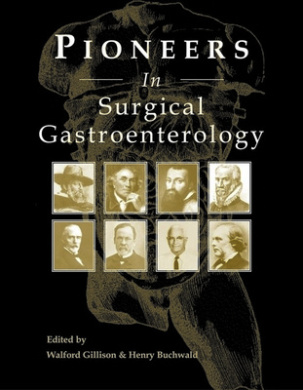 PIONEERS
In
Surgical
Gastroenterology
Edited by
Walford Gillison & Henry Buchwald